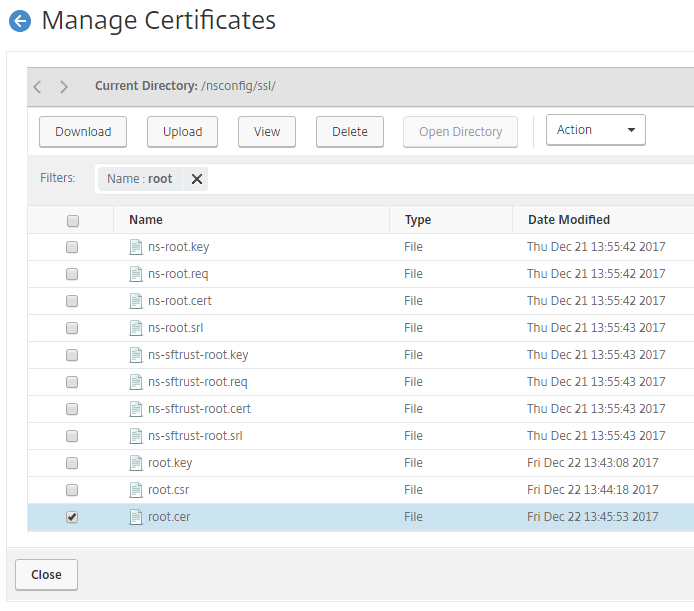 Manage Certificates
Current Directory: /nsconfig/ssl/
Download Upload View Delete Open Directory Action
Filters: Name : root
Name Type Date Modified
ns-root.key File Thu Dec 21 13:55:42 2017
ns-root.req File Thu Dec 21 13:55:42 2017
ns-root.cert File Thu Dec 21 13:55:42 2017
ns-root.srl File Thu Dec 21 13:55:43 2017
ns-sftrust-root.key File Thu Dec 21 13:55:43 2017
ns-sftrust-root.req File Thu Dec 21 13:55:43 2017
ns-sftrust-root.cert File Thu Dec 21 13:55:43 2017
ns-sftrust-root.srl File Thu Dec 21 13:55:43 2017
root.key File Fri Dec 22 13:43:08 2017
root.csr File Fri Dec 22 13:44:18 2017
root.cer File Fri Dec 22 13:45:53 2017
Close